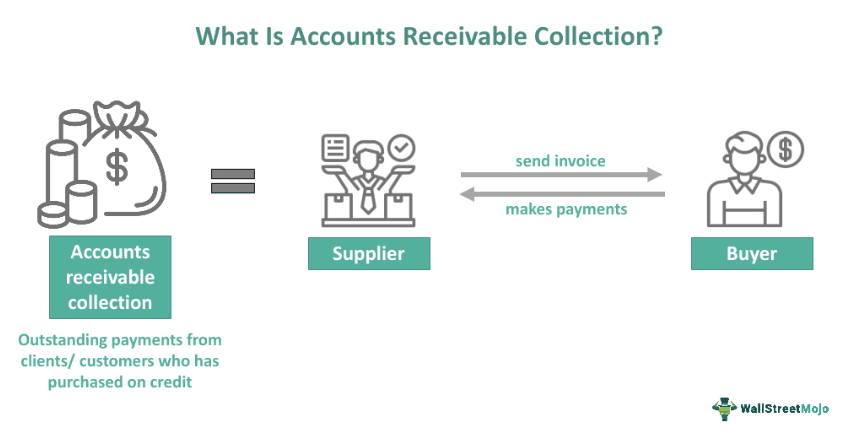 What Is Accounts Receivable Collection?
$
$
send invoice
makes payments
Accounts
receivable
collection
Supplier
Buyer
Outstanding payments from
clients/ customers who has
purchased on credit
WallStreetMojo